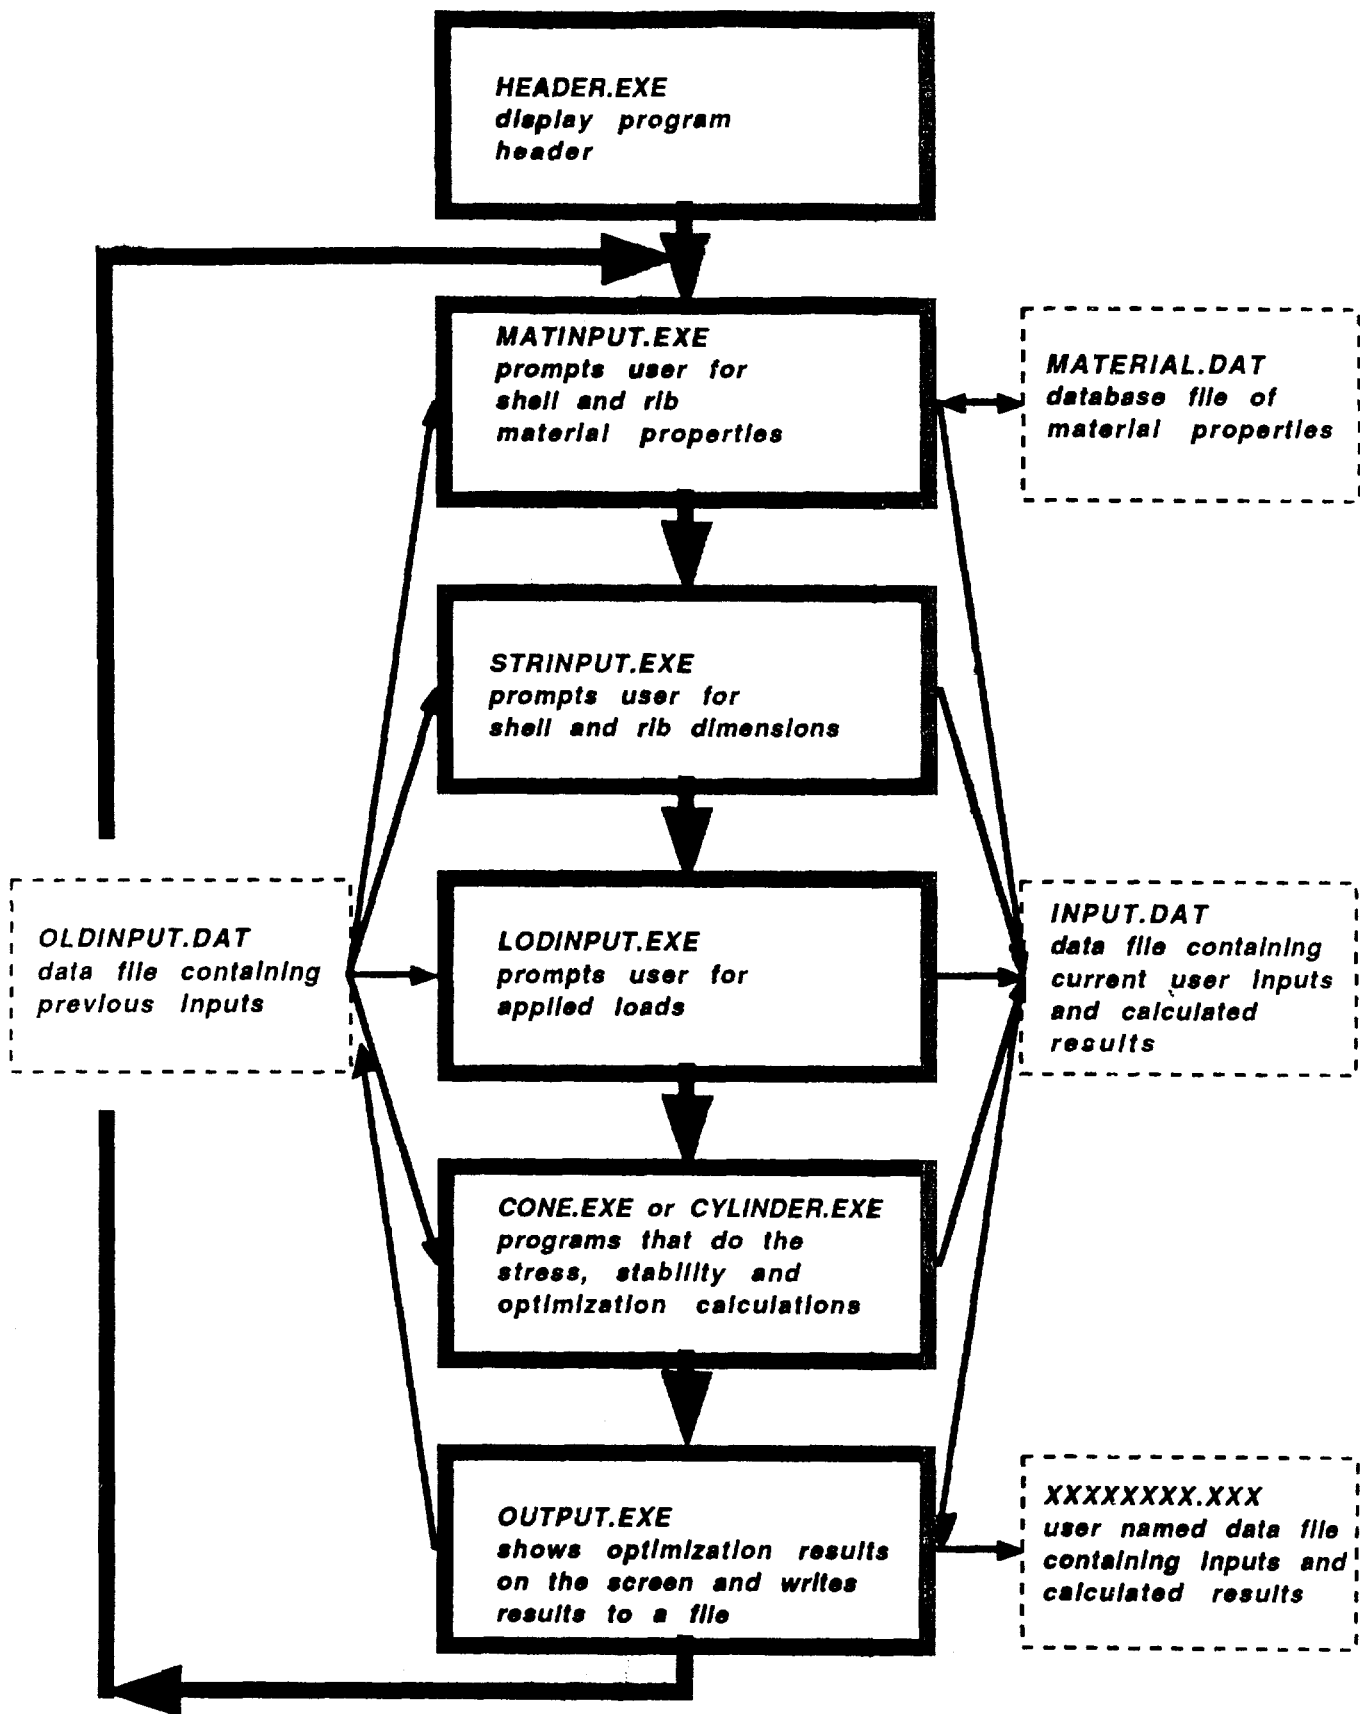 HEADER.EXE
display program
header
MATINPUT.EXE
prompts user for
shell and rib
material properties
MATERIAL.DAT
database file of
material properties
STRINPUT.EXE
prompts user for
shell and rib dimensions
OLDINPUT.DAT
data file containing
previous inputs
LODINPUT.EXE
prompts user for
applied loads
INPUT.DAT
data file containing
current user inputs
and calculated
results
CONE.EXE or CYLINDER.EXE
programs that do the
stress, stability and
optimization calculations
OUTPUT.EXE
shows optimization results
on the screen and writes
results to a file
XXXXXXXX.XXX
user named data file
containing inputs and
calculated results